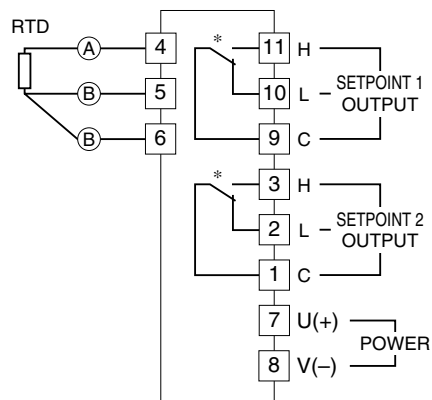 RTD
A 4
B 5
B 6
* 11 H
10 L
SETPOINT 1
OUTPUT
9 C
* 3 H
2 L
SETPOINT 2
OUTPUT
1 C
7 U(+)
POWER
8 V(–)